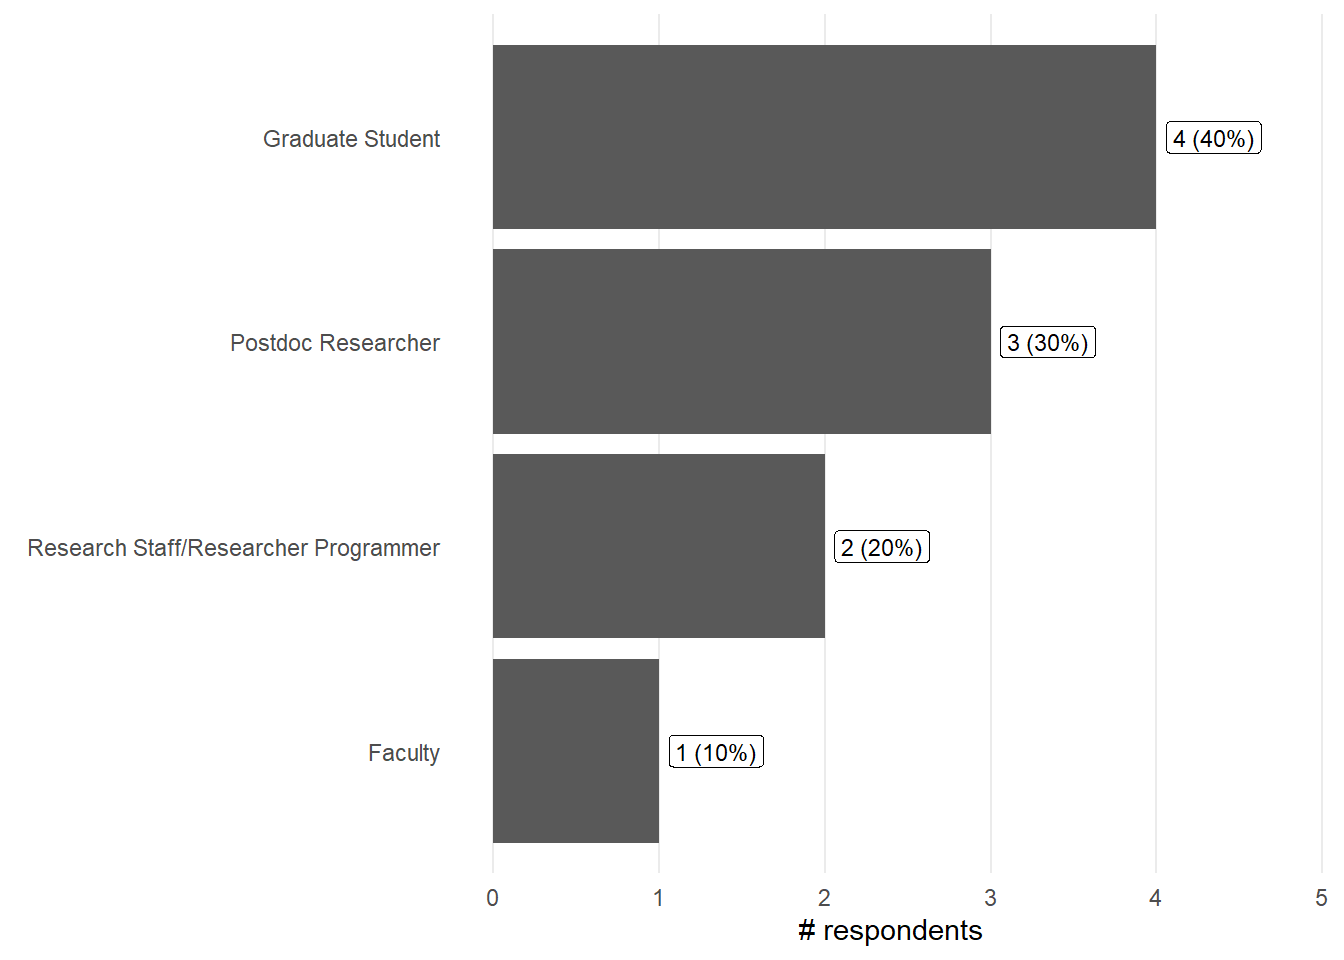 Graduate Student
4 (40%)
Postdoc Researcher
3 (30%)
Research Staff/Researcher Programmer
2 (20%)
Faculty
1 (10%)
0 1 2 3 4 5
# respondents